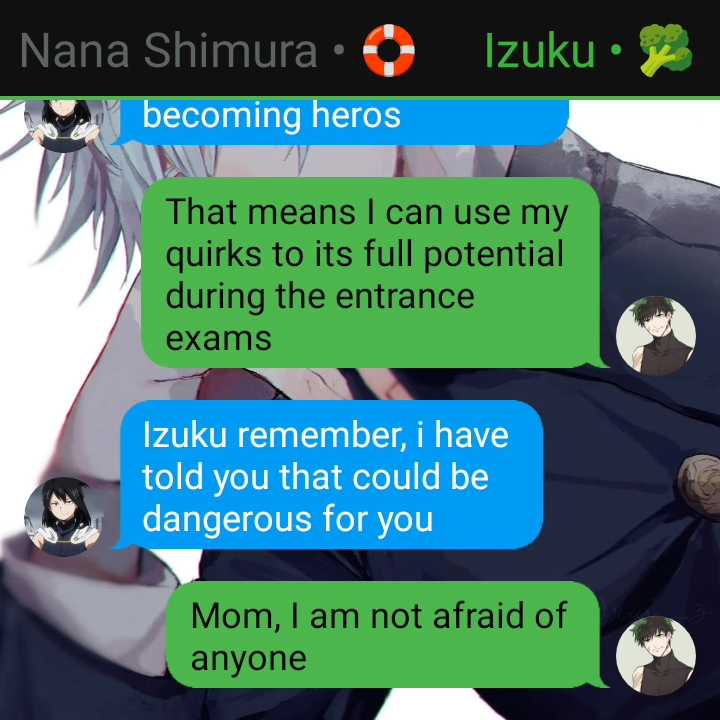 Nana Shimura • 🛟 Izuku • 🥦
becoming heros
That means I can use my
quirks to its full potential
during the entrance
exams
Izuku remember, i have
told you that could be
dangerous for you
Mom, I am not afraid of
anyone